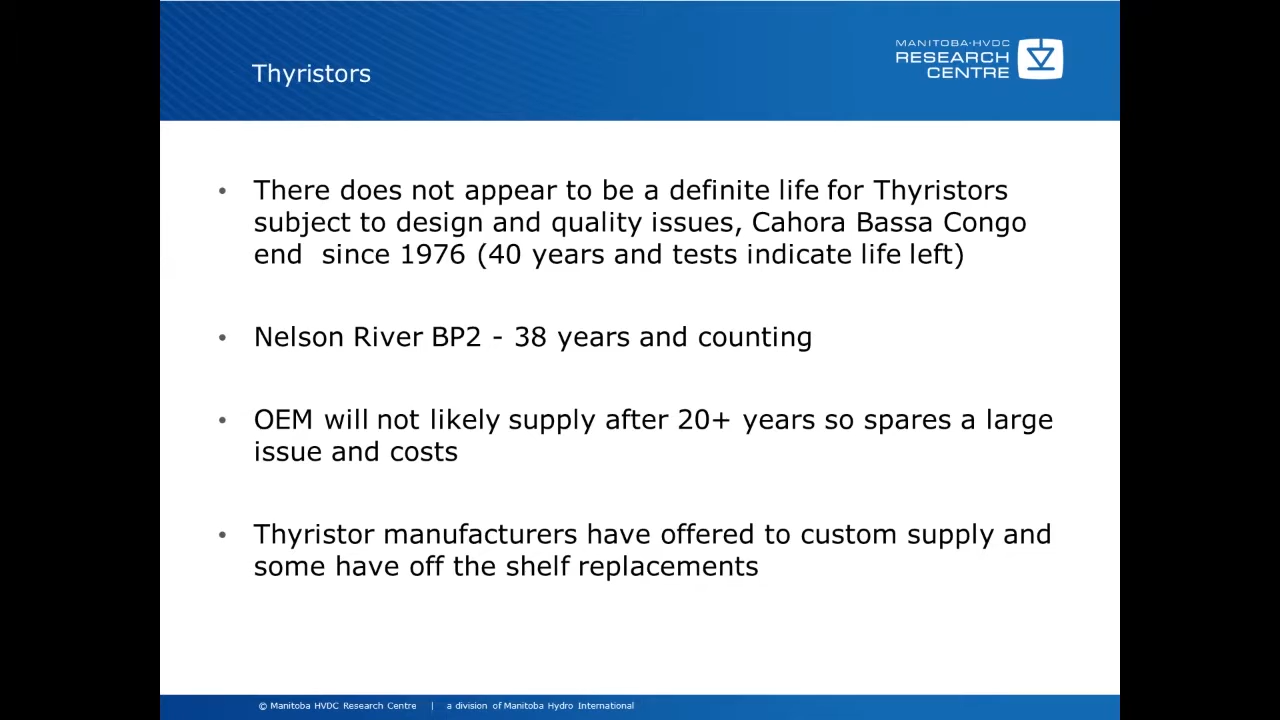 Thyristors
MANITOBA·HVDC
RESEARCH
CENTRE
• There does not appear to be a definite life for Thyristors
subject to design and quality issues, Cahora Bassa Congo
end  since 1976 (40 years and tests indicate life left)
• Nelson River BP2 - 38 years and counting
• OEM will not likely supply after 20+ years so spares a large
issue and costs
• Thyristor manufacturers have offered to custom supply and
some have off the shelf replacements
© Manitoba HVDC Research Centre | a division of Manitoba Hydro International